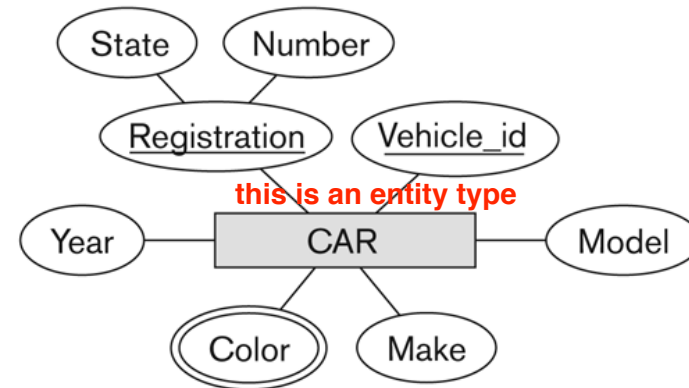 State Number
Registration Vehicle_id
this is an entity type
Year CAR Model
Color Make